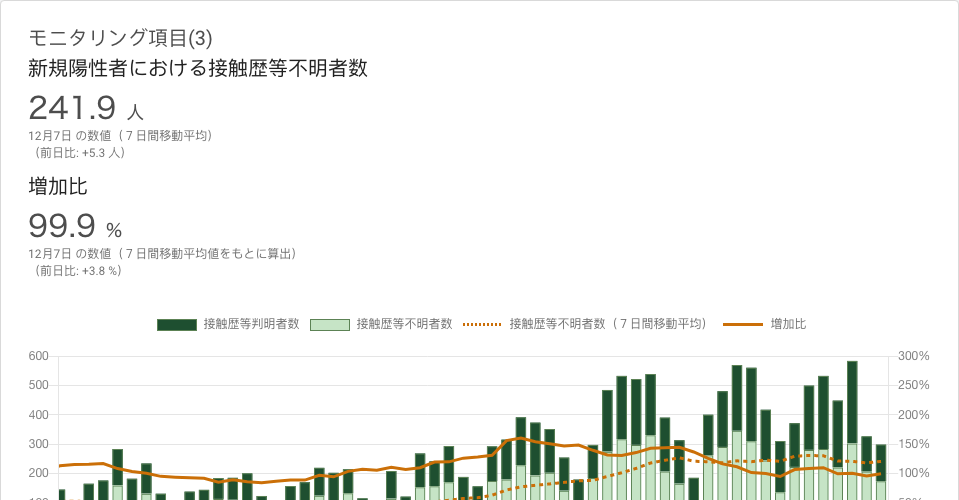 モニタリング項目(3)
新規陽性者における接触歴等不明者数
241.9 人
12月7日 の数値（７日間移動平均）
（前日比: +5.3 人）
増加比
99.9 %
12月7日 の数値（７日間移動平均値をもとに算出）
（前日比: +3.8 %）
接触歴等判明者数 接触歴等不明者数 接触歴等不明者数（７日間移動平均） 増加比
600 300%
500 250%
400 200%
300 150%
200 100%